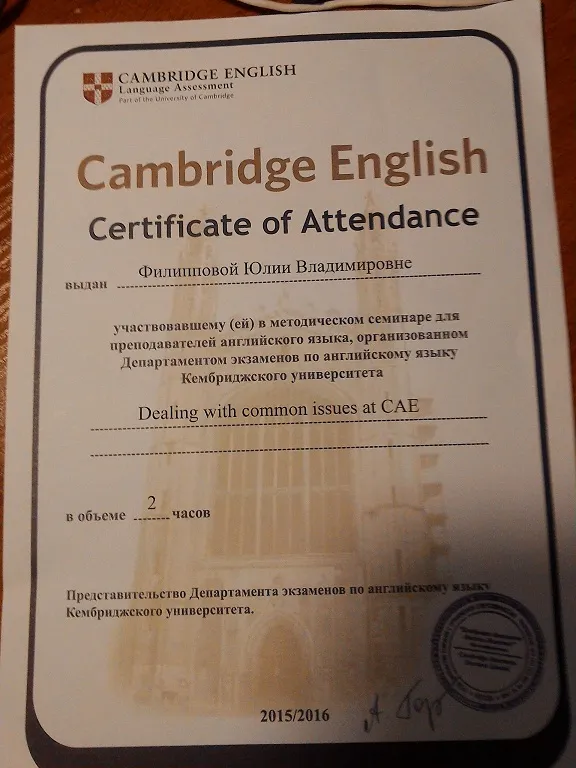 CAMBRIDGE ENGLISH
Language Assessment
Part of the University of Cambridge
Cambridge English
Certificate of Attendance
выдан Филипповой Юлии Владимировне
участвовавшему (ей) в методическом семинаре для
преподавателей английского языка, организованном
Департаментом экзаменов по английскому языку
Кембриджского университета
Dealing with common issues at CAE
в объеме 2 часов
Представительство Департамента экзаменов по английскому языку
Кембриджского университета.
2015/2016